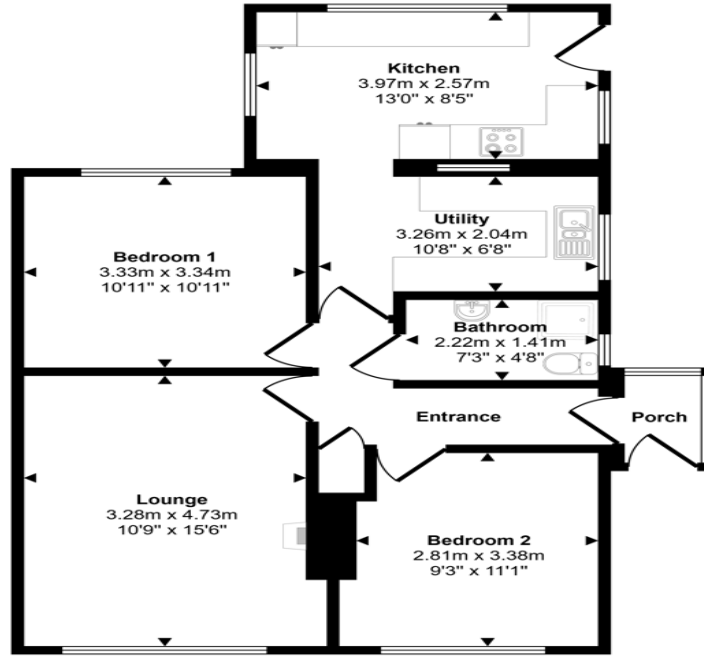 Kitchen
3.97m x 2.57m
13'0" x 8'5"
Utility
3.26m x 2.04m
10'8" x 6'8"
Bedroom 1
3.33m x 3.34m
10'11" x 10'11"
Bathroom
2.22m x 1.41m
7'3" x 4'8"
Entrance
Porch
Lounge
3.28m x 4.73m
10'9" x 15'6"
Bedroom 2
2.81m x 3.38m
9'3" x 11'1"